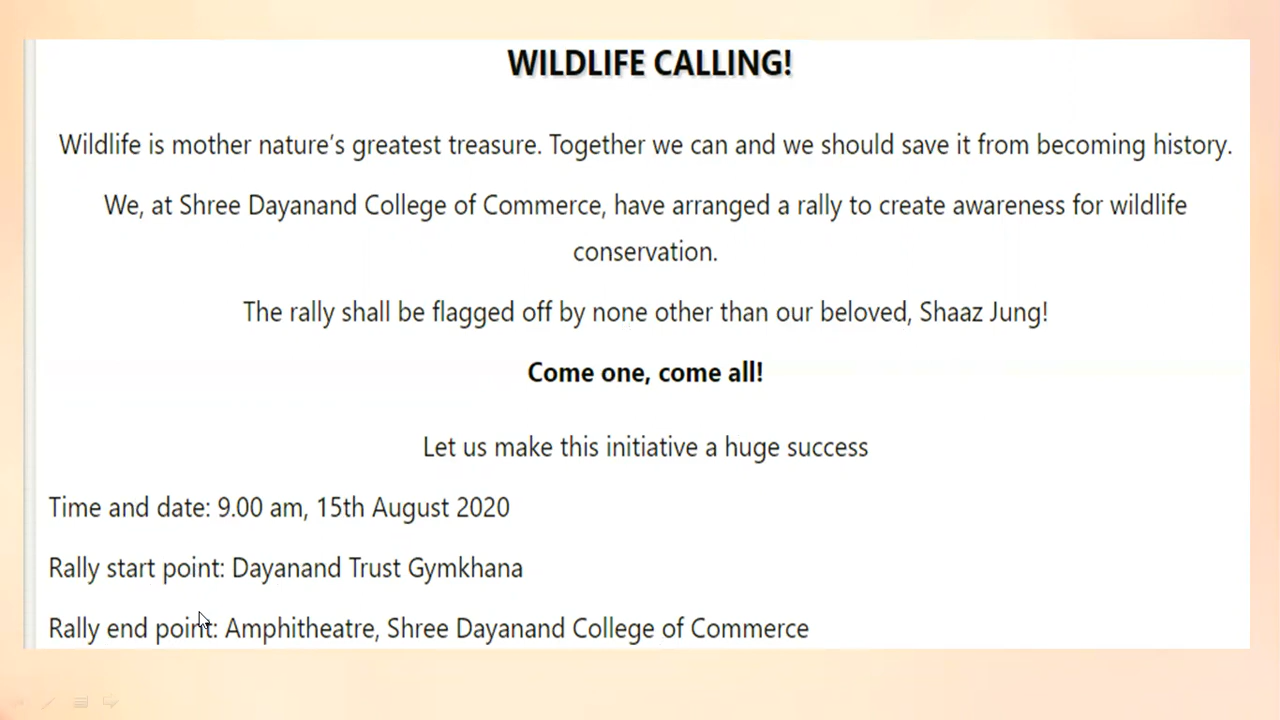 WILDLIFE CALLING!
Wildlife is mother nature's greatest treasure. Together we can and we should save it from becoming history.
We, at Shree Dayanand College of Commerce, have arranged a rally to create awareness for wildlife
conservation.
The rally shall be flagged off by none other than our beloved, Shaaz Jung!
Come one, come all!
Let us make this initiative a huge success
Time and date: 9.00 am, 15th August 2020
Rally start point: Dayanand Trust Gymkhana
Rally end point: Amphitheatre, Shree Dayanand College of Commerce